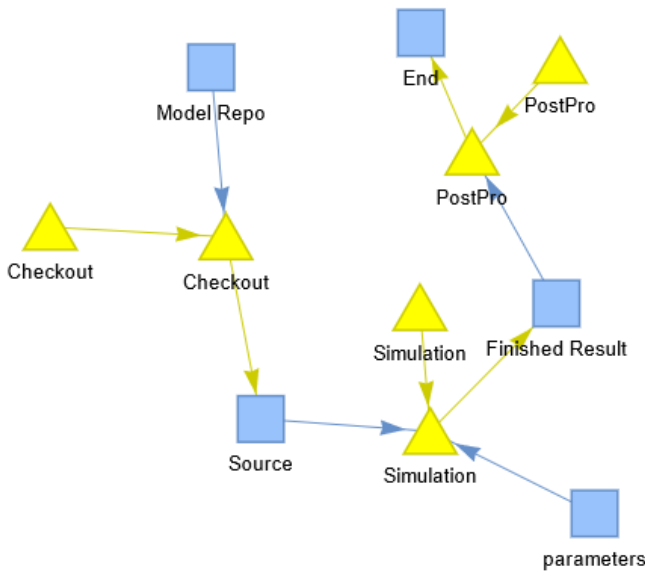 End
PostPro
Model Repo
PostPro
Checkout
Checkout
Simulation
Finished Result
Source
Simulation
parameters